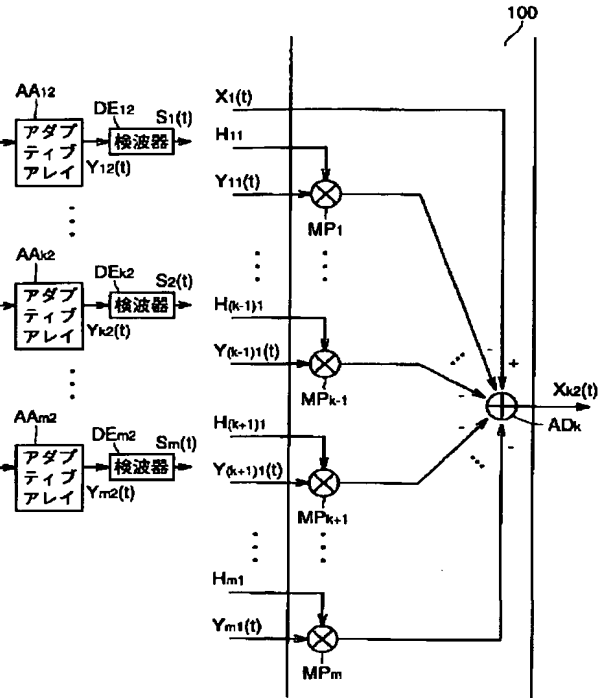 100
AA12
アダプ
ティブ
アレイ
DE12
検波器
S1(t)
Y12(t)
AAk2
アダプ
ティブ
アレイ
DEk2
検波器
S2(t)
Yk2(t)
AAm2
アダプ
ティブ
アレイ
DEm2
検波器
Sm(t)
Ym2(t)
X1(t)
H11
Y11(t)
MP1
H(k-1)1
Y(k-1)1(t)
MPk-1
H(k+1)1
Y(k+1)1(t)
MPk+1
Hm1
Ym1(t)
MPm
-
+
-
-
-
Xk2(t)
ADk